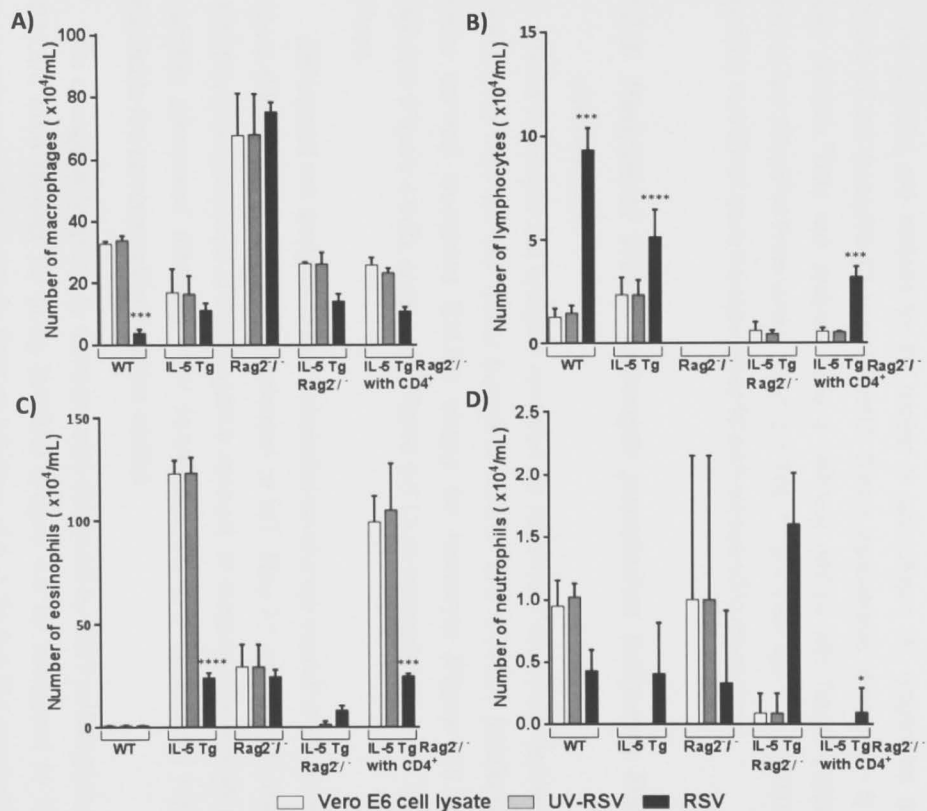 A)
Number of macrophages ( x10⁴/mL)
100
80
60
40
20
0
***
WT
IL-5 Tg
Rag2⁻/⁻
IL-5 Tg
Rag2⁻/⁻
IL-5 Tg Rag2⁻/⁻
with CD4⁺
B)
Number of lymphocytes ( x10⁴/mL)
15
10
5
0
***
****
***
WT
IL-5 Tg
Rag2⁻/⁻
IL-5 Tg
Rag2⁻/⁻
IL-5 Tg Rag2⁻/⁻
with CD4⁺
C)
Number of eosinophils ( x10⁴/mL)
150
100
50
0
****
***
WT
IL-5 Tg
Rag2⁻/⁻
IL-5 Tg
Rag2⁻/⁻
IL-5 Tg Rag2⁻/⁻
with CD4⁺
D)
Number of neutrophils ( x10⁴/mL)
2.5
2.0
1.5
1.0
0.5
0.0
*
WT
IL-5 Tg
Rag2⁻/⁻
IL-5 Tg
Rag2⁻/⁻
IL-5 Tg Rag2⁻/⁻
with CD4⁺
Vero E6 cell lysate UV-RSV RSV